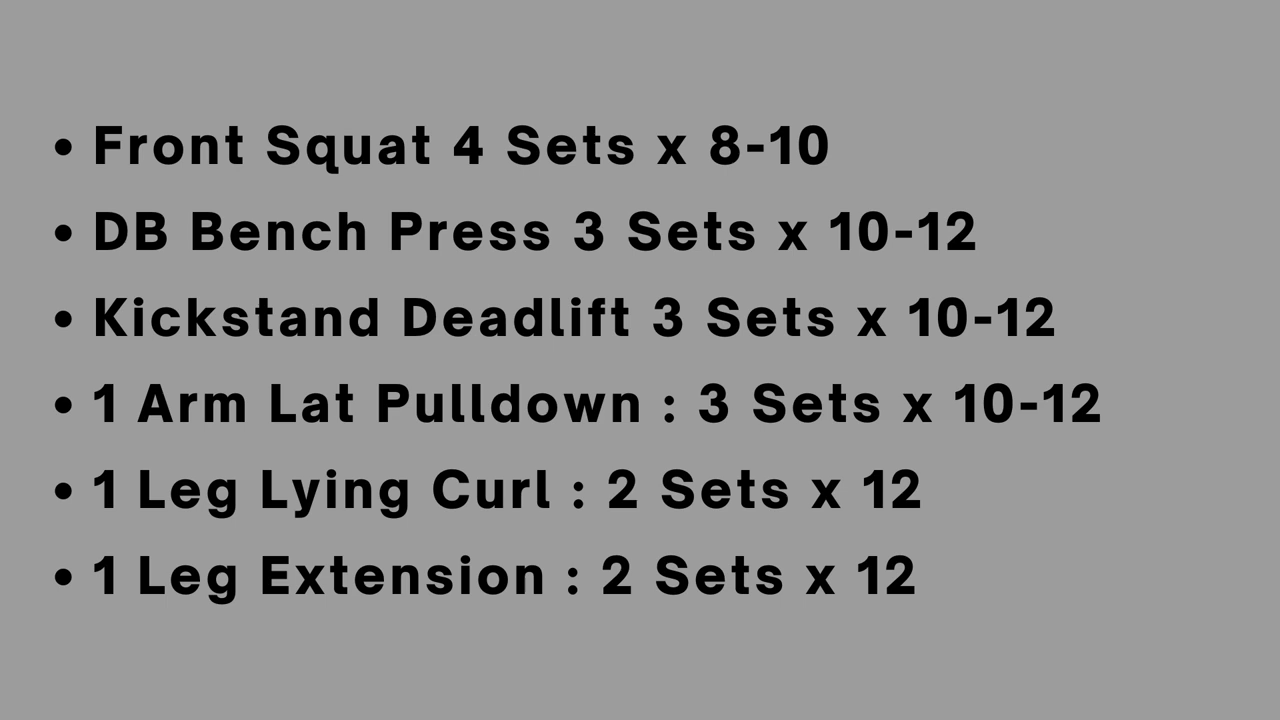 • Front Squat 4 Sets x 8-10
• DB Bench Press 3 Sets x 10-12
• Kickstand Deadlift 3 Sets x 10-12
• 1 Arm Lat Pulldown : 3 Sets x 10-12
• 1 Leg Lying Curl : 2 Sets x 12
• 1 Leg Extension : 2 Sets x 12